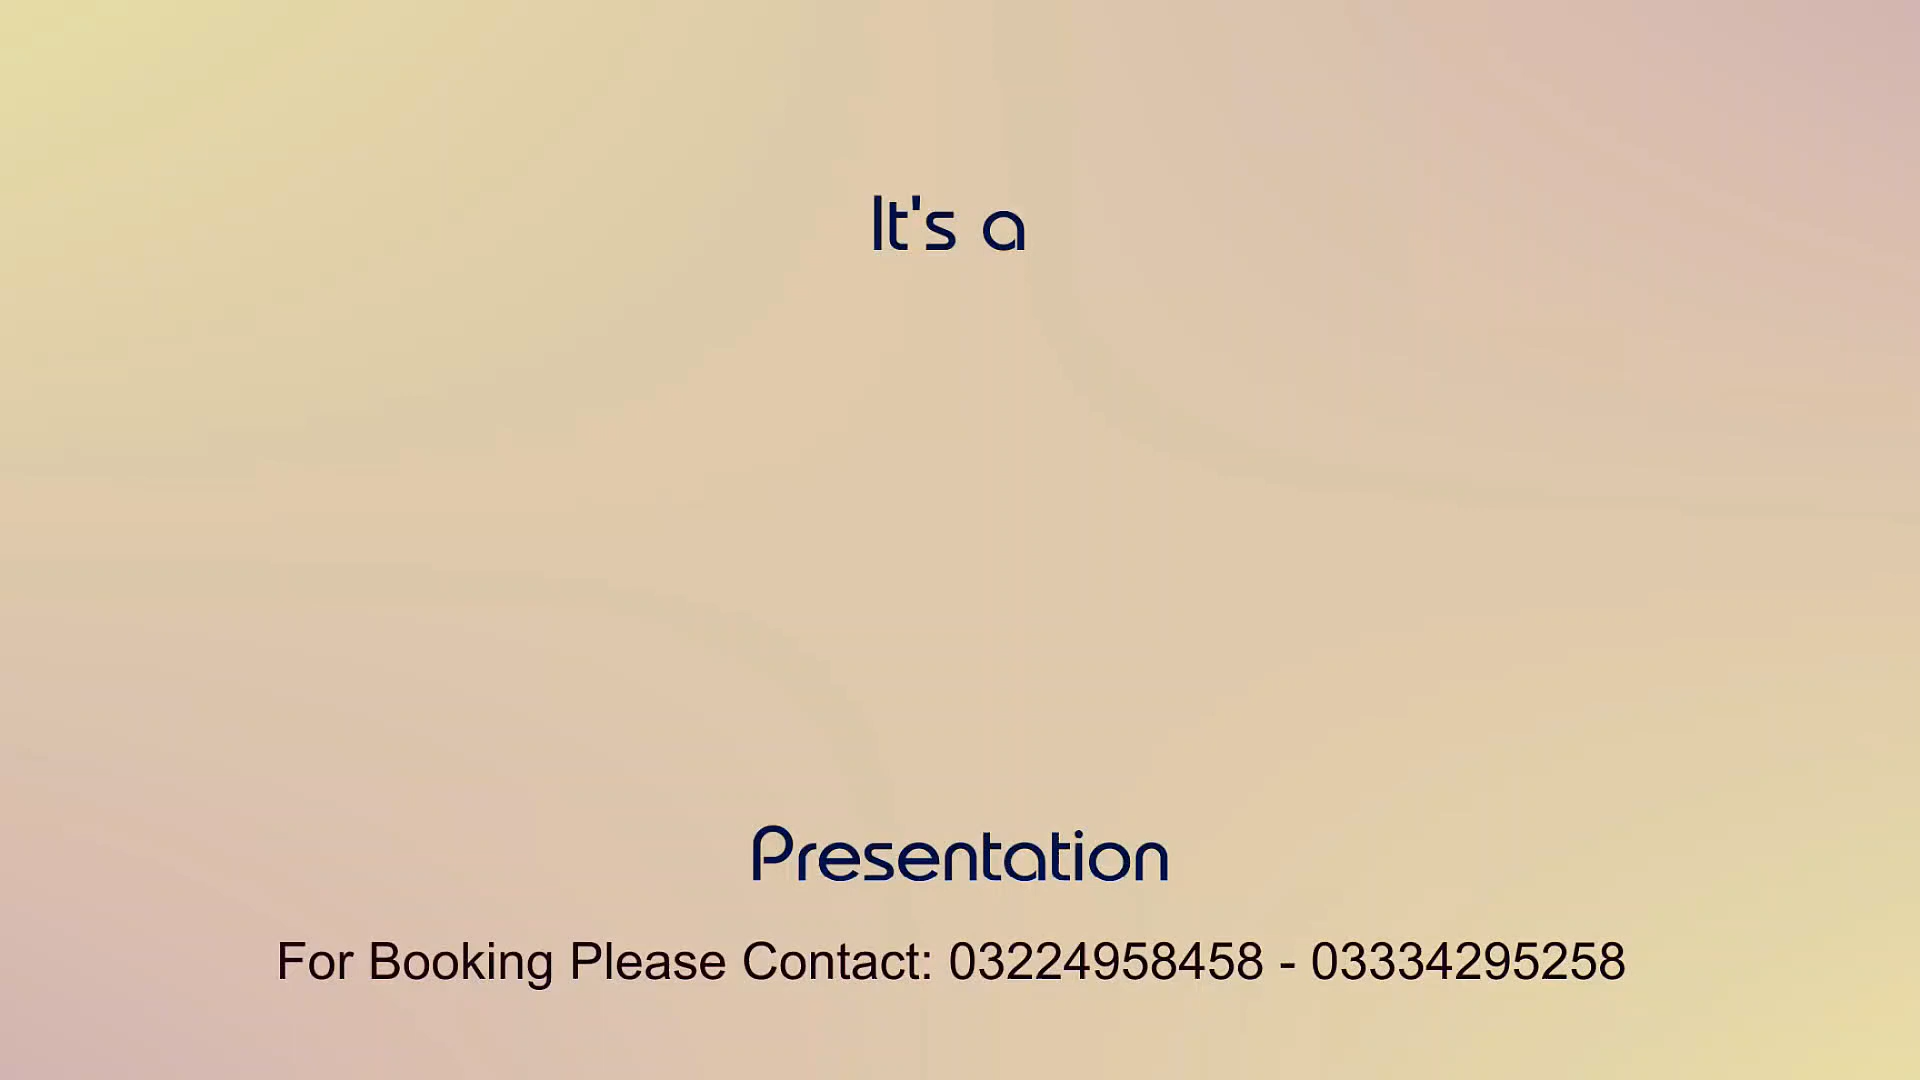 It's a
Presentation
For Booking Please Contact: 03224958458 - 03334295258